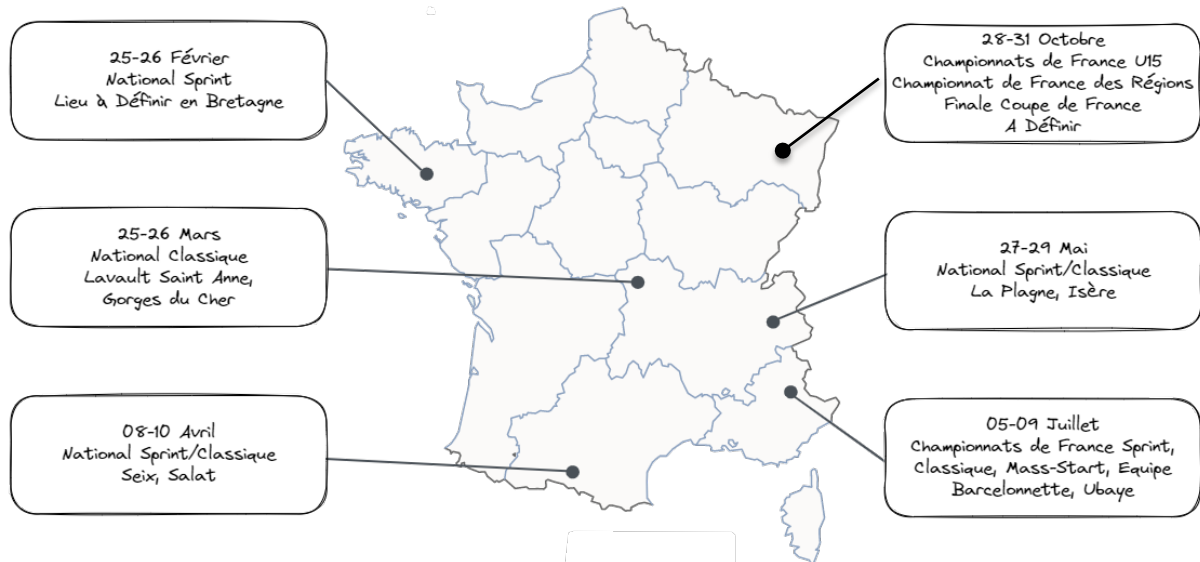 25-26 Février
National Sprint
Lieu à Définir en Bretagne
28-31 Octobre
Championnats de France U15
Championnat de France des Régions
Finale Coupe de France
A Définir
25-26 Mars
National Classique
Lavault Saint Anne,
Gorges du Cher
27-29 Mai
National Sprint/Classique
La Plagne, Isère
08-10 Avril
National Sprint/Classique
Seix, Salat
05-09 Juillet
Championnats de France Sprint,
Classique, Mass-Start, Equipe
Barcelonnette, Ubaye